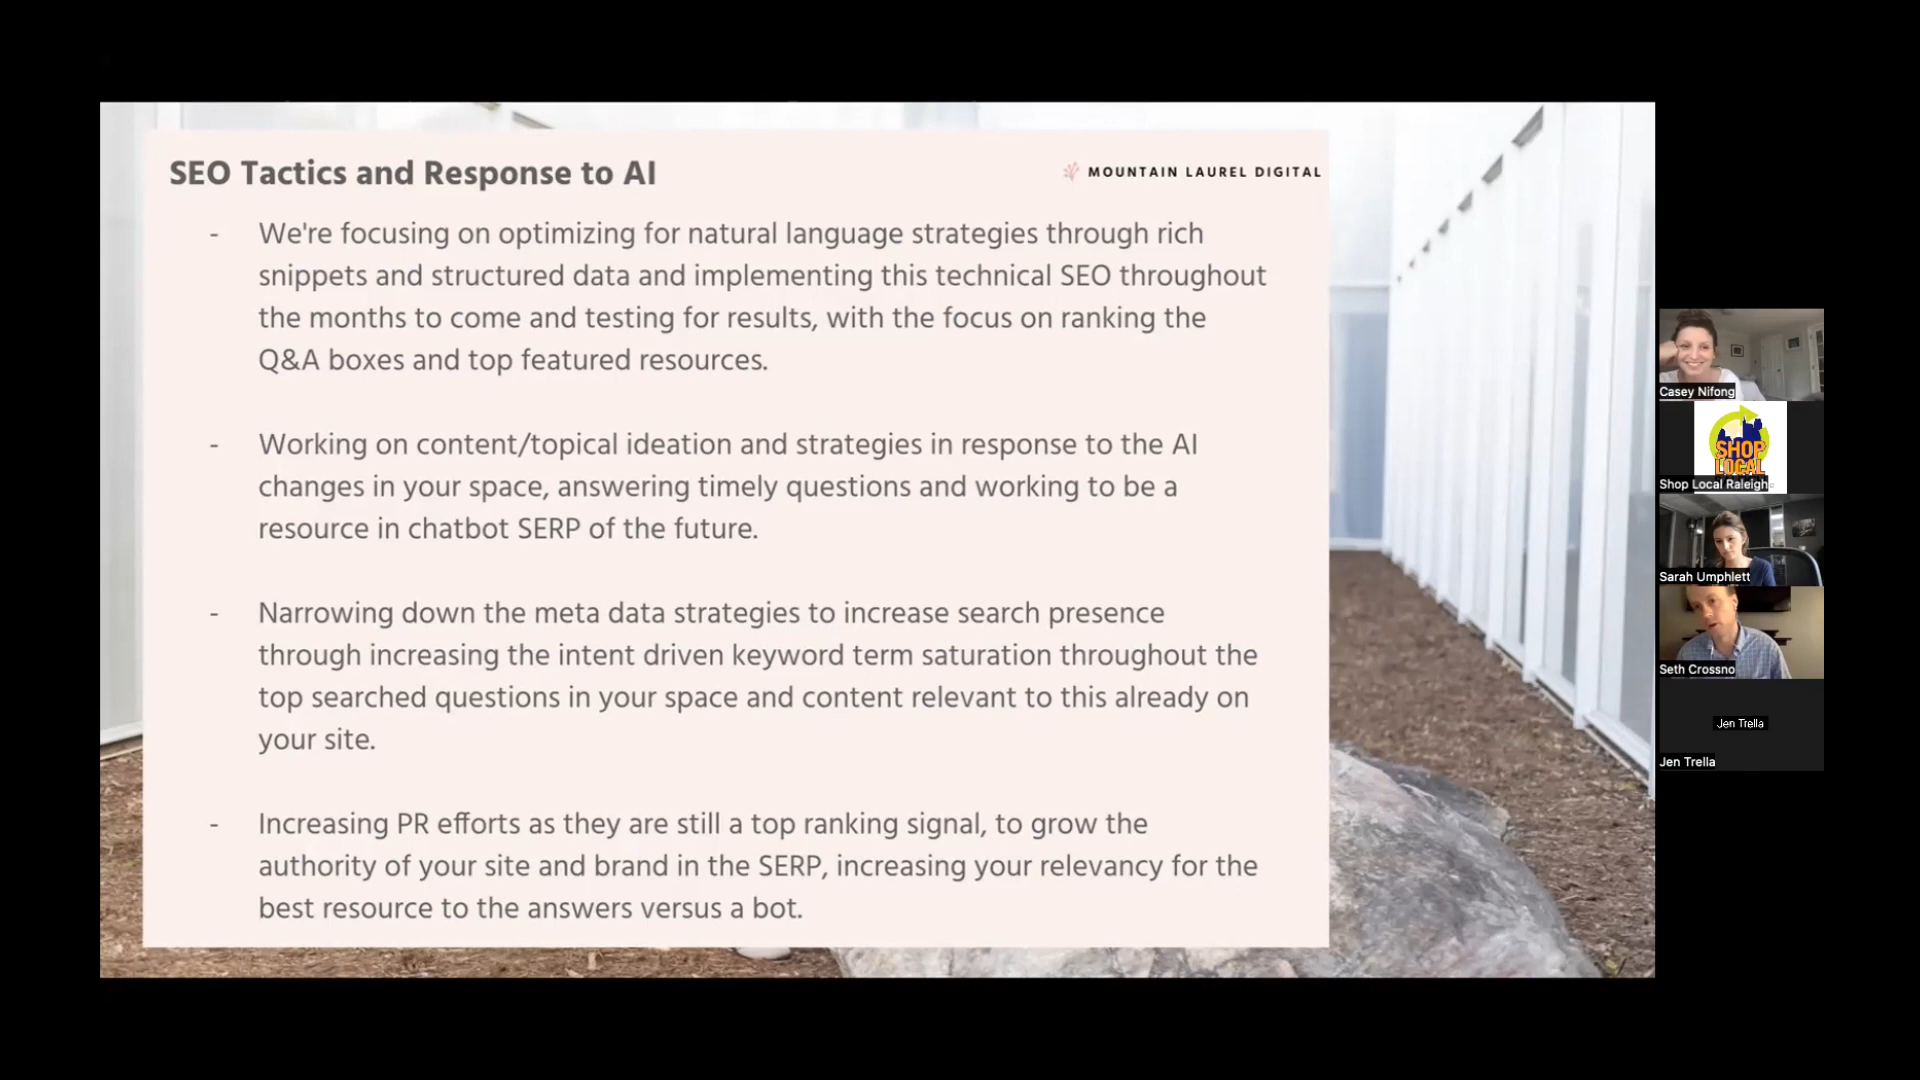 SEO Tactics and Response to AI
MOUNTAIN LAUREL DIGITAL
- We're focusing on optimizing for natural language strategies through rich
snippets and structured data and implementing this technical SEO throughout
the months to come and testing for results, with the focus on ranking the
Q&A boxes and top featured resources.
- Working on content/topical ideation and strategies in response to the AI
changes in your space, answering timely questions and working to be a
resource in chatbot SERP of the future.
- Narrowing down the meta data strategies to increase search presence
through increasing the intent driven keyword term saturation throughout the
top searched questions in your space and content relevant to this already on
your site.
- Increasing PR efforts as they are still a top ranking signal, to grow the
authority of your site and brand in the SERP, increasing your relevancy for the
best resource to the answers versus a bot.
Casey Nifong
SHOP
LOCAL
Shop Local Raleigh
Sarah Umphlett
Seth Crossno
Jen Trella
Jen Trella